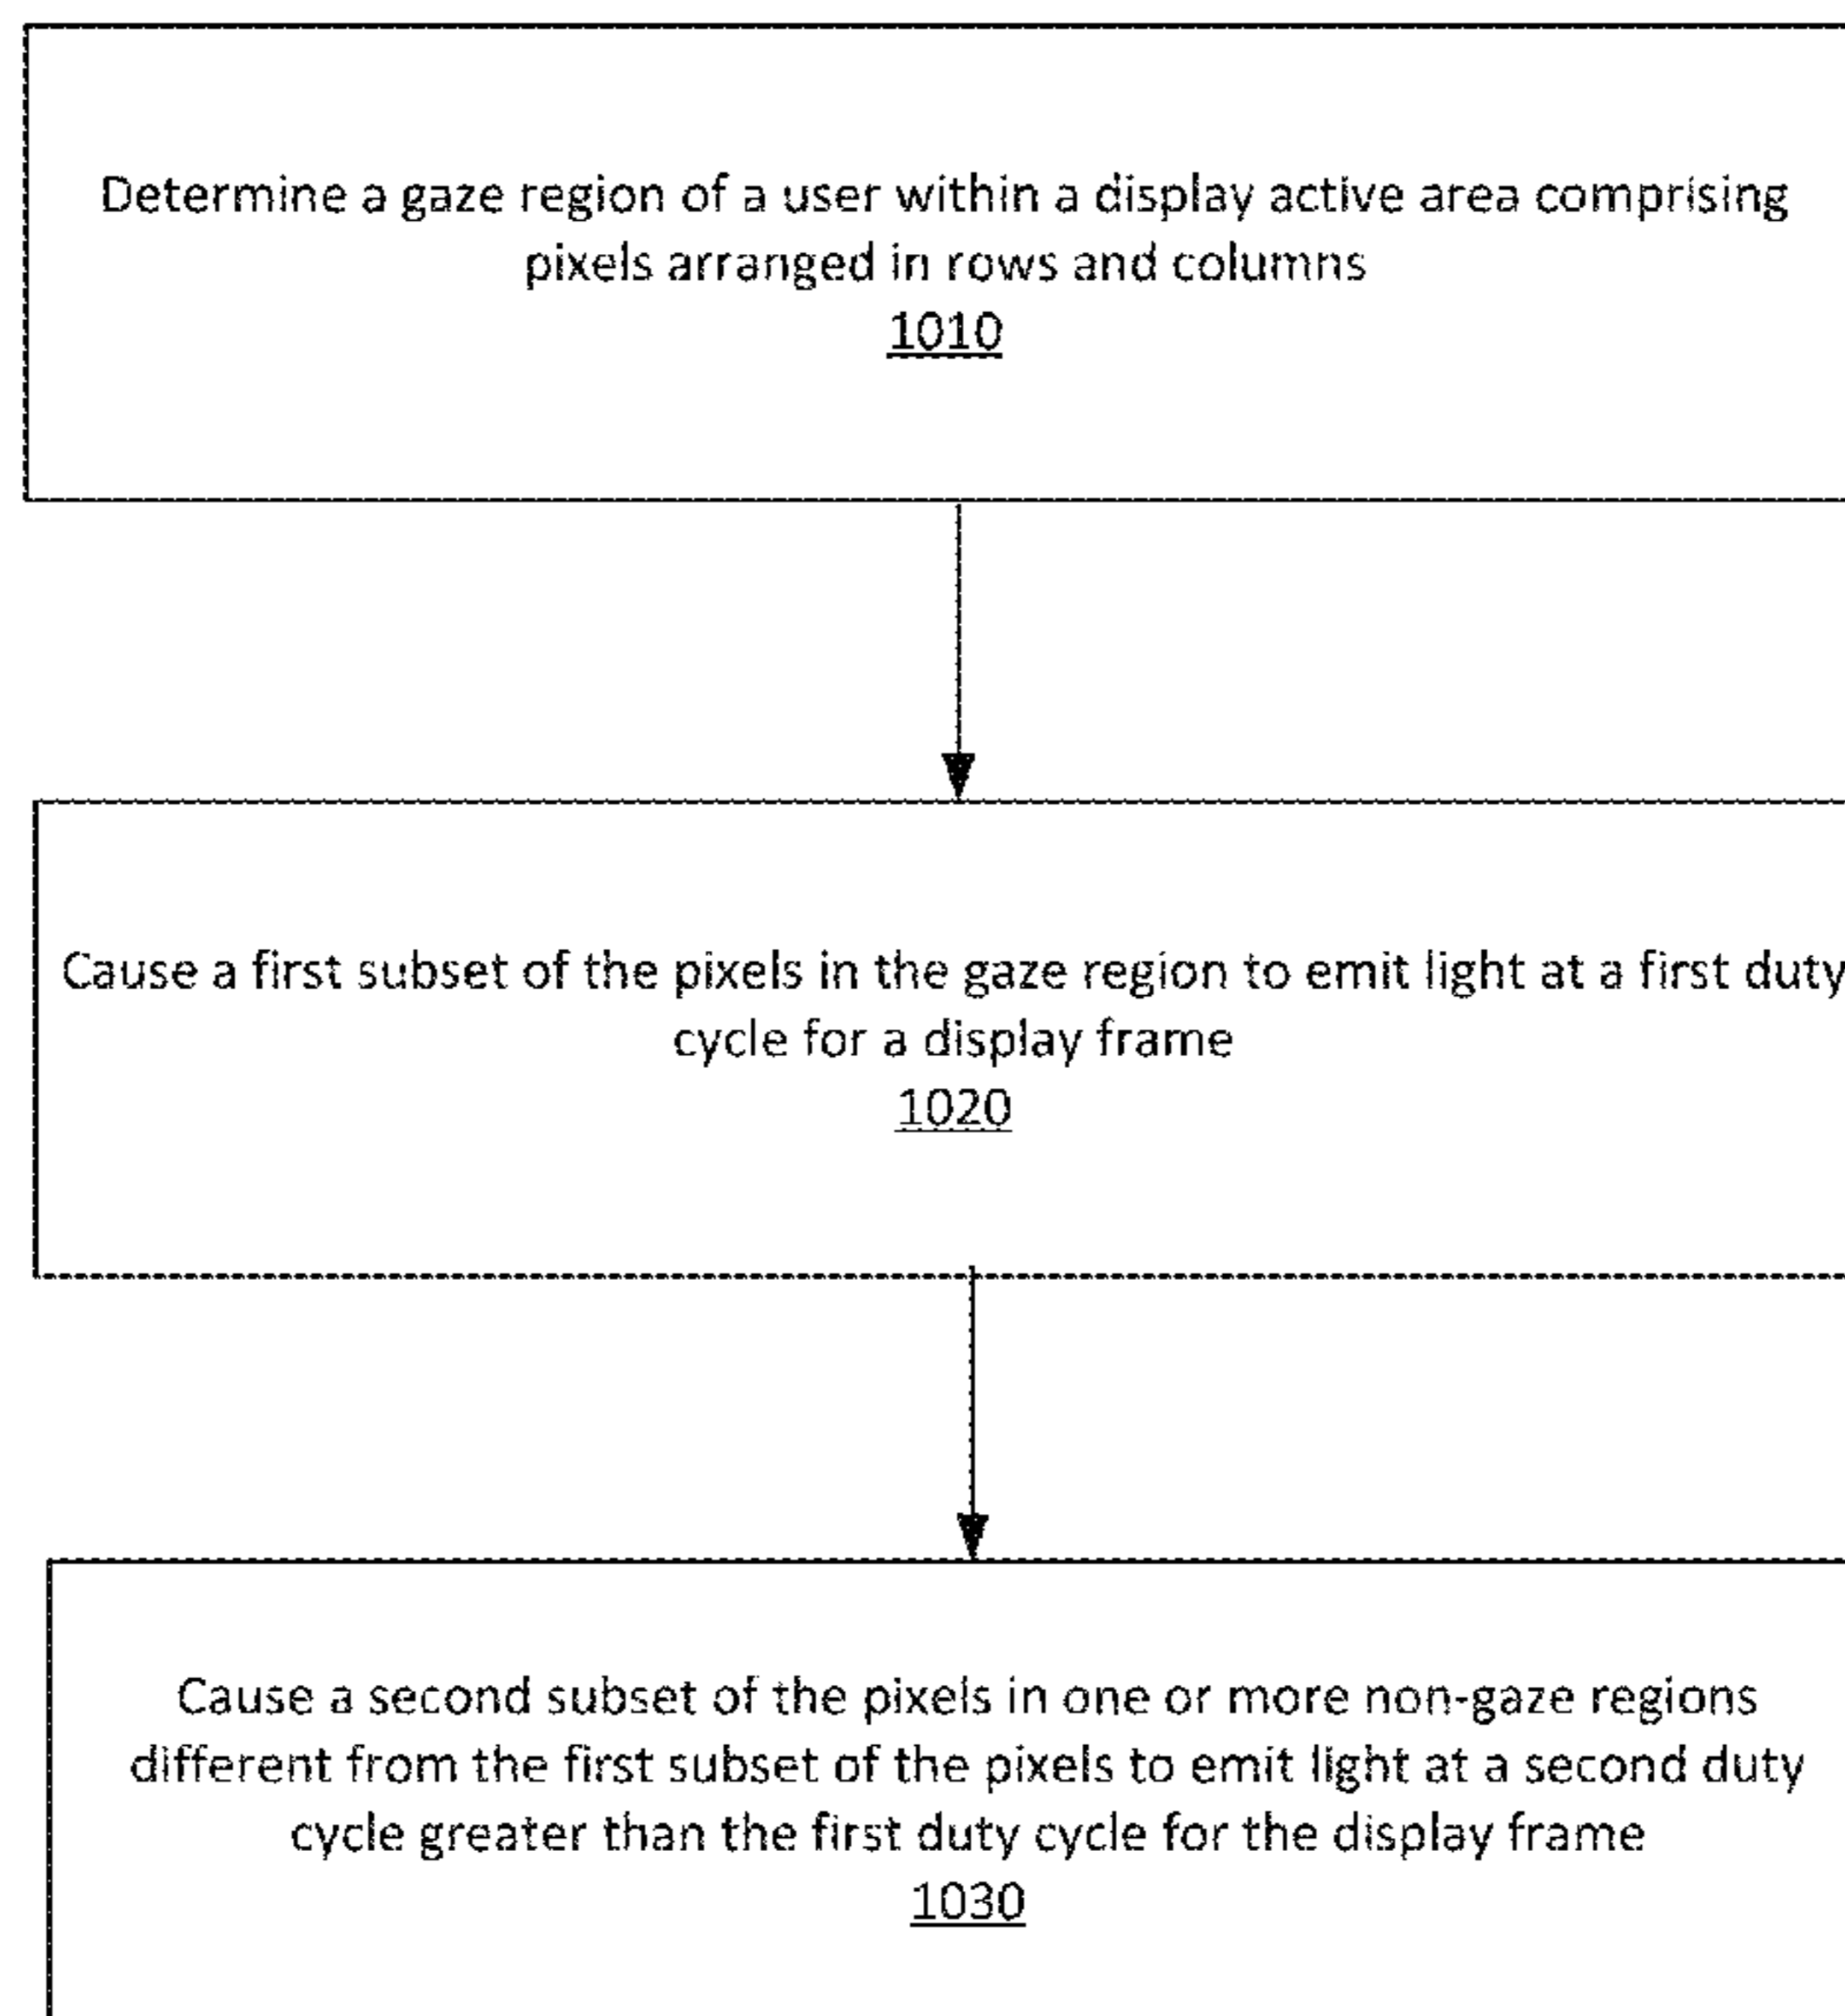 Determine a gaze region of a user within a display active area comprising
pixels arranged in rows and columns
1010
Cause a first subset of the pixels in the gaze region to emit light at a first duty
cycle for a display frame
1020
Cause a second subset of the pixels in one or more non-gaze regions
different from the first subset of the pixels to emit light at a second duty
cycle greater than the first duty cycle for the display frame
1030